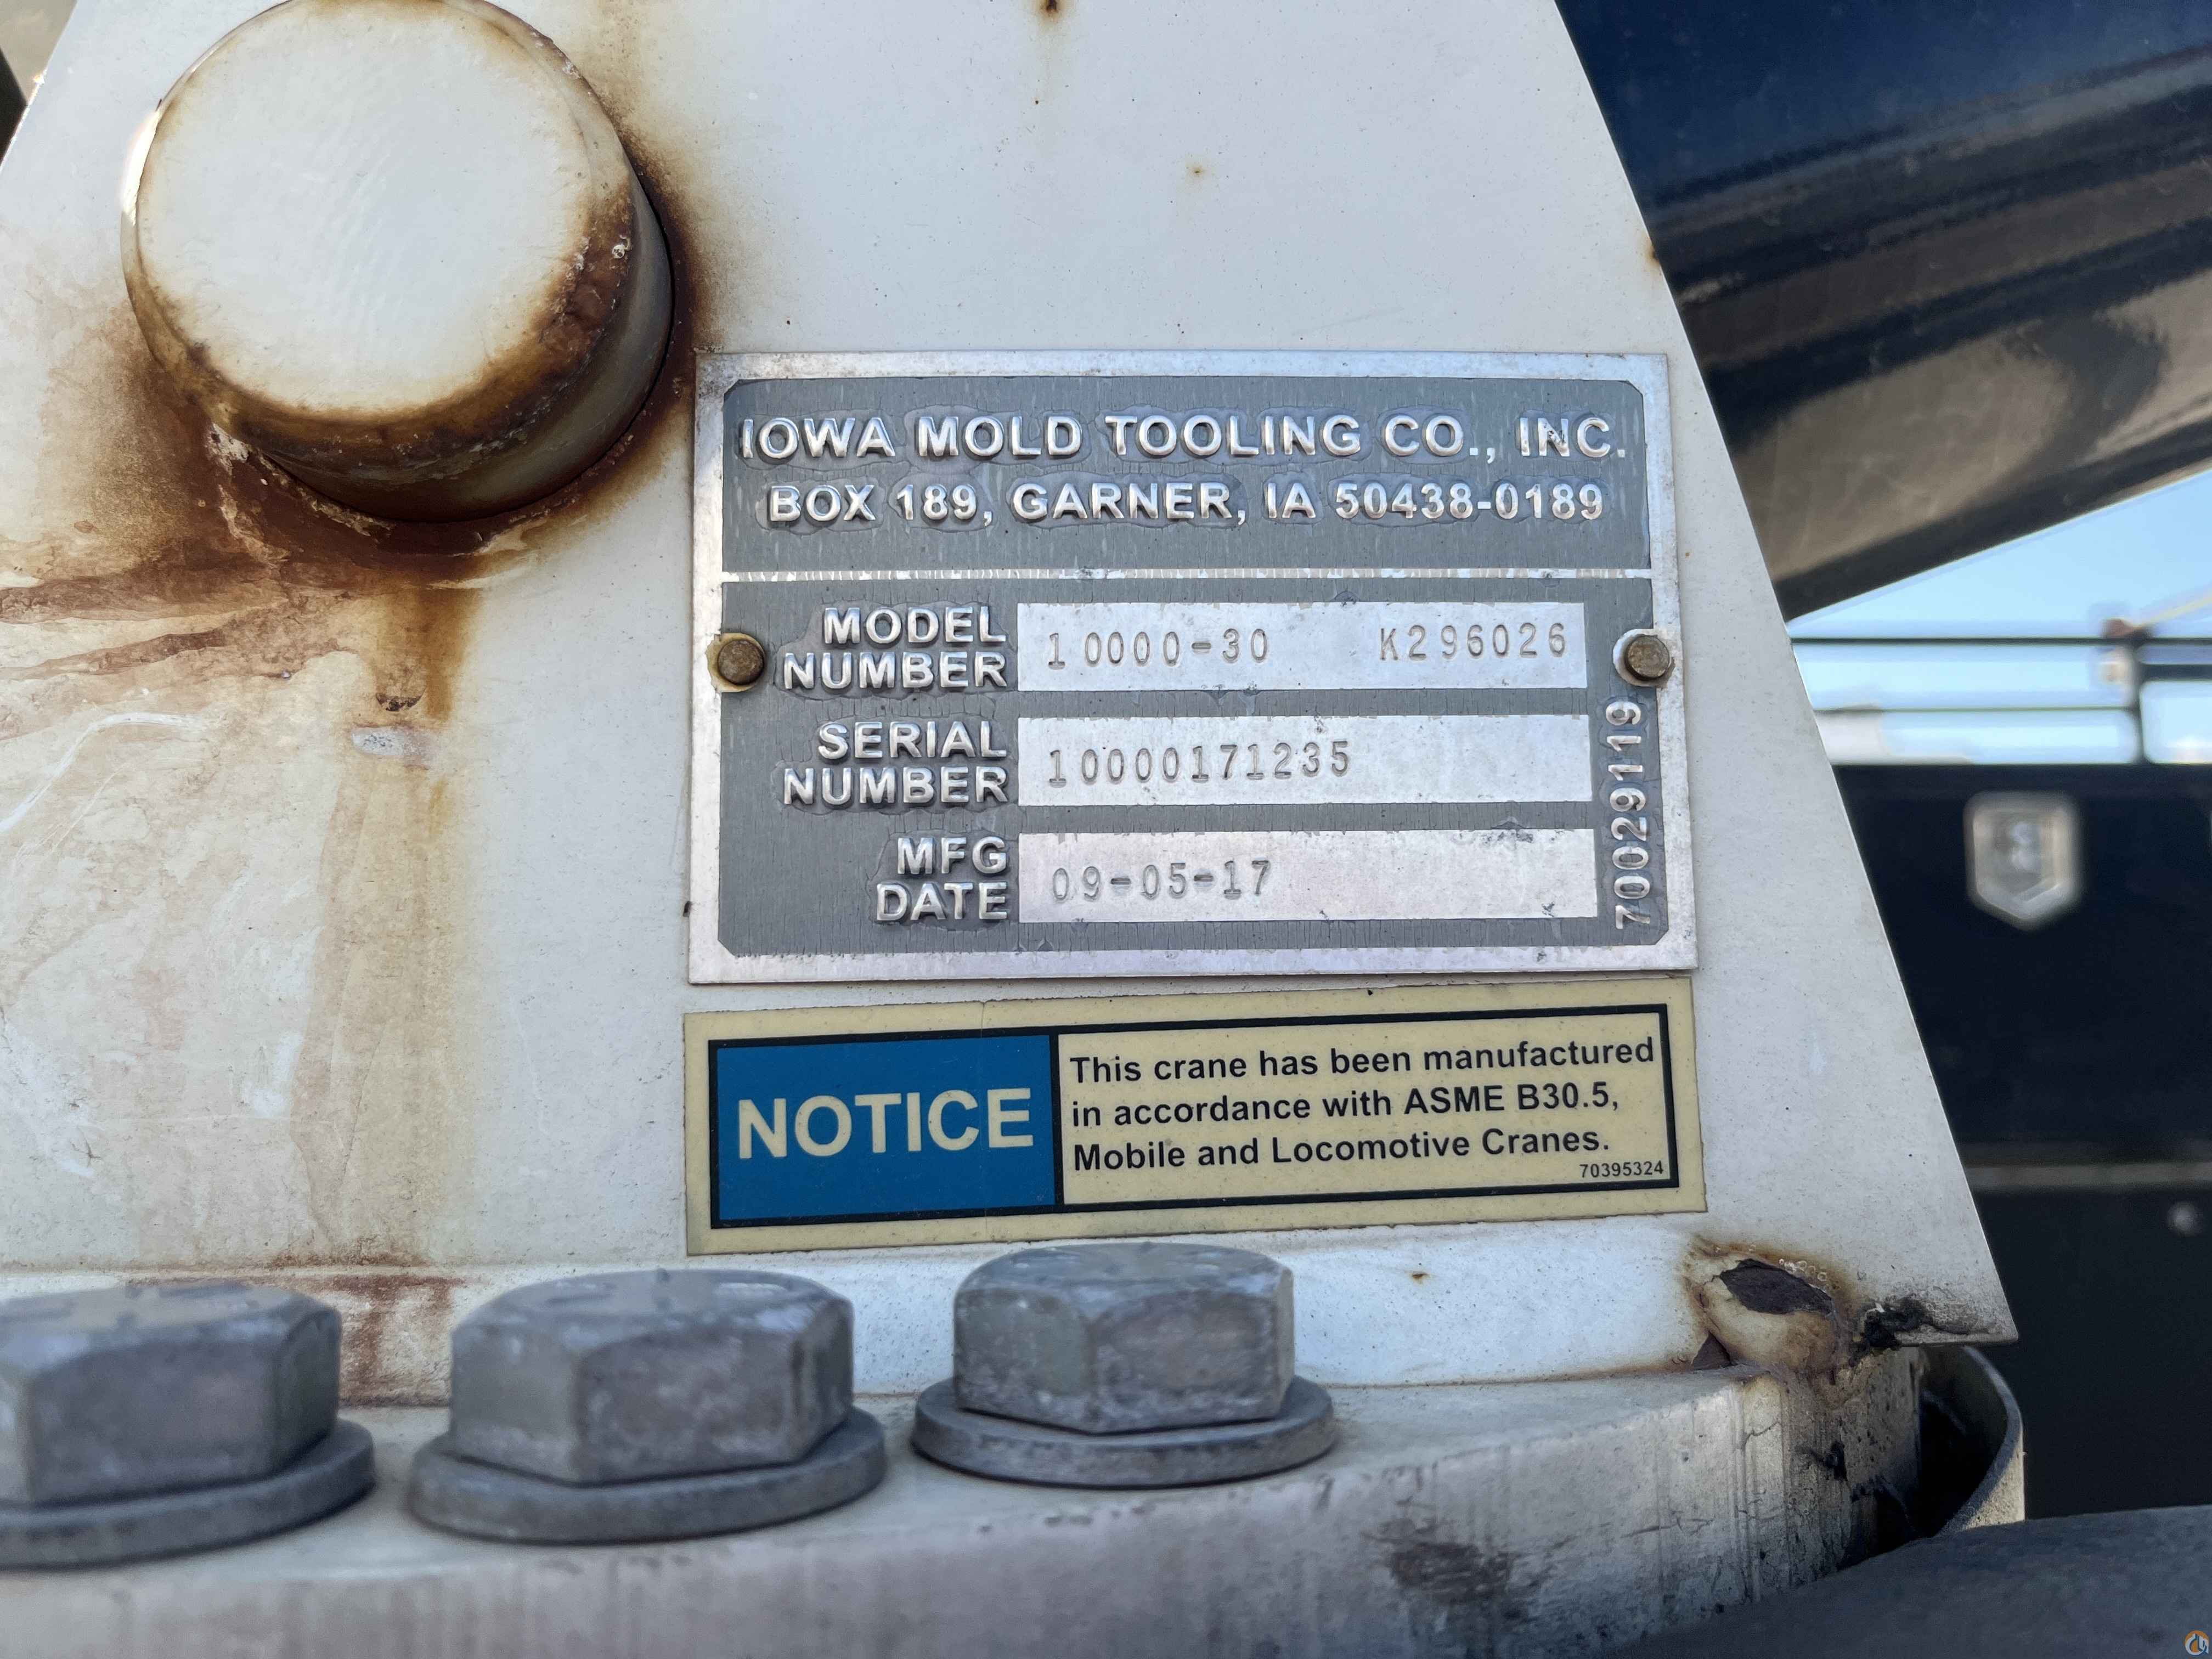 IOWA MOLD TOOLING CO., INC.
BOX 189, GARNER, IA 50438-0189
MODEL NUMBER 10000-30 K296026
SERIAL NUMBER 10000171235
MFG DATE 09-05-17
70029119
NOTICE
This crane has been manufactured
in accordance with ASME B30.5,
Mobile and Locomotive Cranes.
70395324